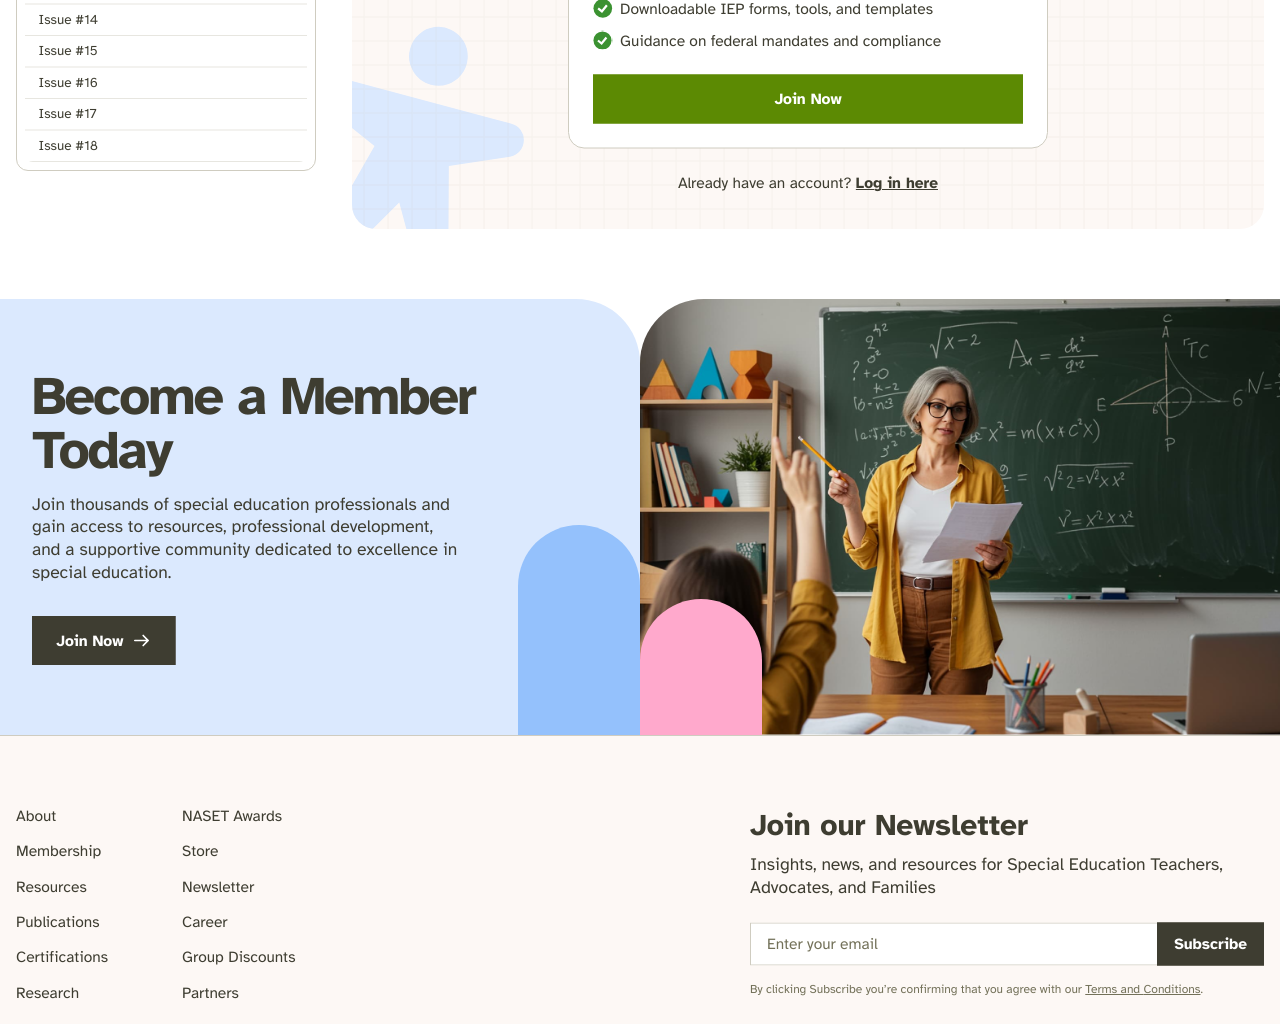 Issue #14
Issue #15
Issue #16
Issue #17
Issue #18
Downloadable IEP forms, tools, and templates
Guidance on federal mandates and compliance
Join Now
Already have an account? Log in here
Become a Member
Today
Join thousands of special education professionals and
gain access to resources, professional development,
and a supportive community dedicated to excellence in
special education.
Join Now
About
Membership
Resources
Publications
Certifications
Research
NASET Awards
Store
Newsletter
Career
Group Discounts
Partners
Join our Newsletter
Insights, news, and resources for Special Education Teachers,
Advocates, and Families
Enter your email
Subscribe
By clicking Subscribe you're confirming that you agree with our Terms and Conditions.